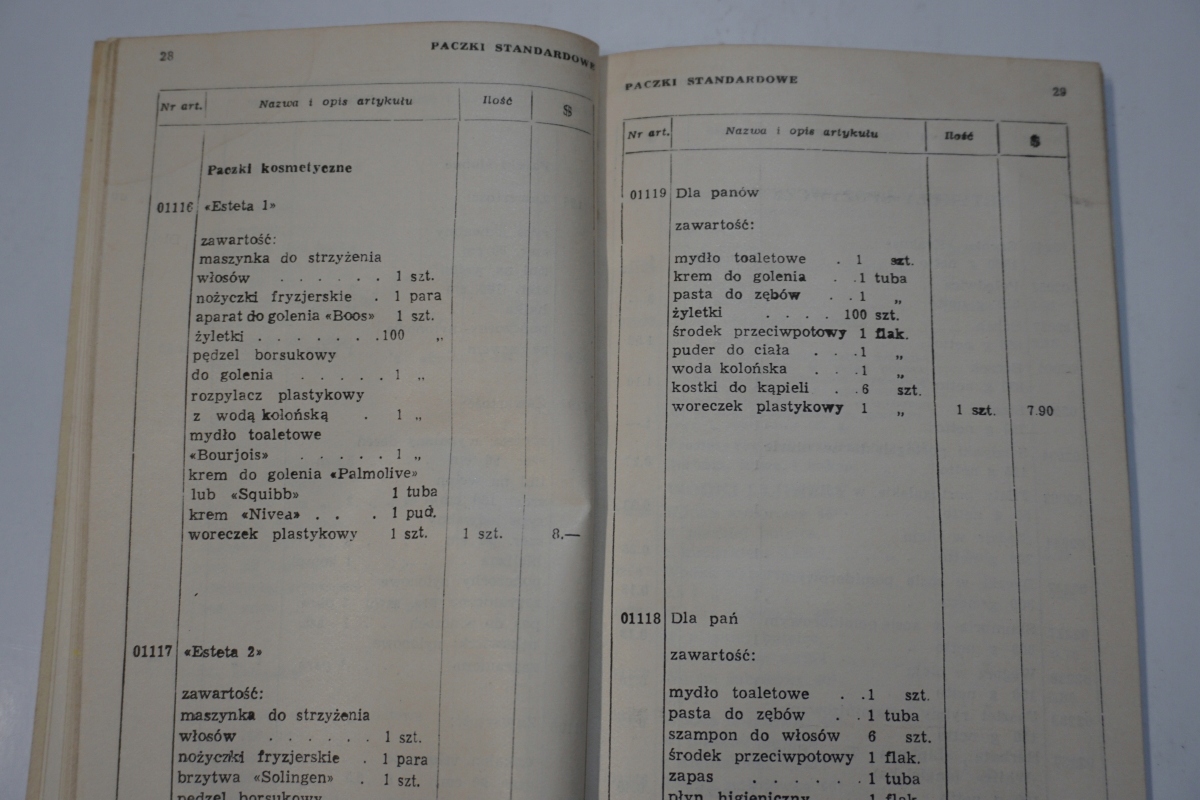 28
PACZKI STANDARDOWE
Nr art. Nazwa i opis artykułu Ilość $
Paczki kosmetyczne
01116 «Esteta 1»
zawartość:
maszynka do strzyżenia
włosów . . . . . . 1 szt.
nożyczki fryzjerskie . 1 para
aparat do golenia «Boos» 1 szt.
żyletki . . . . . . . 100 „
pędzel borsukowy
do golenia . . . . . 1 „
rozpylacz plastykowy
z wodą kolońską . 1 „
mydło toaletowe
«Bourjois» . . . . . 1 „
krem do golenia «Palmolive»
lub «Squibb» 1 tuba
krem «Nivea» . . . 1 pud.
woreczek plastykowy 1 szt. 1 szt. 8.—
01117 «Esteta 2»
zawartość:
maszynka do strzyżenia
włosów . . . . . . 1 szt.
nożyczki fryzjerskie . 1 para
brzytwa «Solingen» . 1 szt.
pędzel borsukowy
PACZKI STANDARDOWE
29
Nr art. Nazwa i opis artykułu Ilość $
01119 Dla panów
zawartość:
mydło toaletowe . 1 szt.
krem do golenia . . 1 tuba
pasta do zębów . . 1 „
żyletki . . . . 100 szt.
środek przeciwpotowy 1 flak.
puder do ciała . . . 1 „
woda kolońska . . . 1 „
kostki do kąpieli . . 6 szt.
woreczek plastykowy 1 „ 1 szt. 7.90
01118 Dla pań
zawartość:
mydło toaletowe . . 1 szt.
pasta do zębów . . 1 tuba
szampon do włosów 6 szt.
środek przeciwpotowy 1 flak.
zapas . . . . . . 1 tuba
płyn higieniczny . 1 flak.